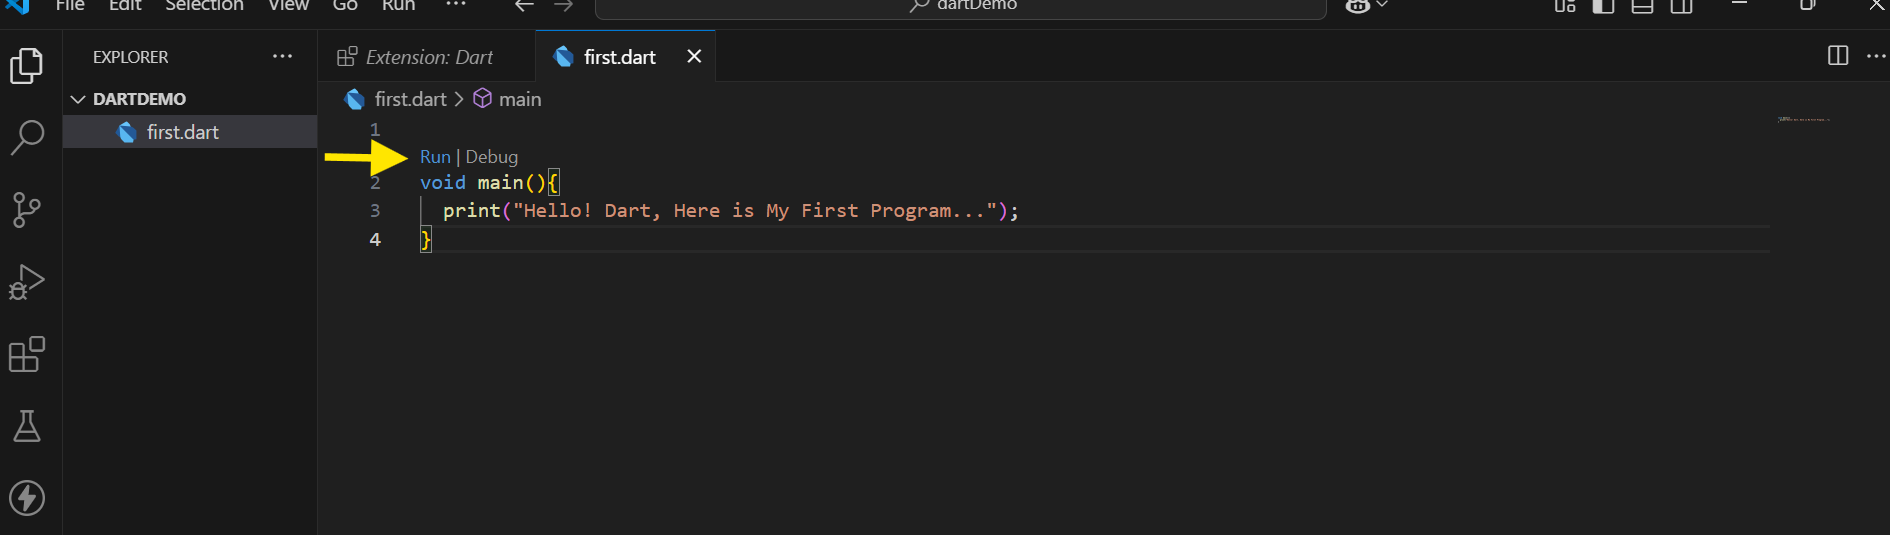 File Edit Selection View Go Run ... dartDemo
EXPLORER ...
Extension: Dart
first.dart
...
DARTDEMO
first.dart > main
first.dart
1
Run | Debug
2 void main(){
3 print("Hello! Dart, Here is My First Program...");
4 }